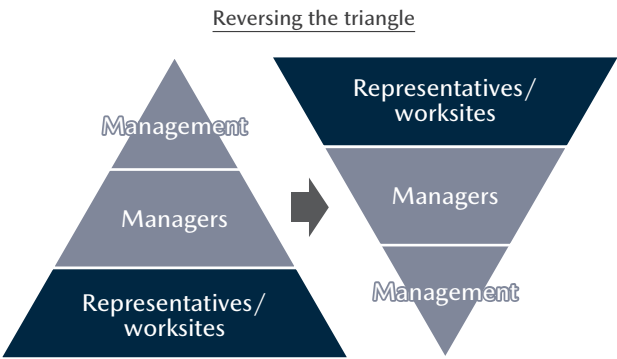 Reversing the triangle
Management
Managers
Representatives/
worksites
Representatives/
worksites
Managers
Management